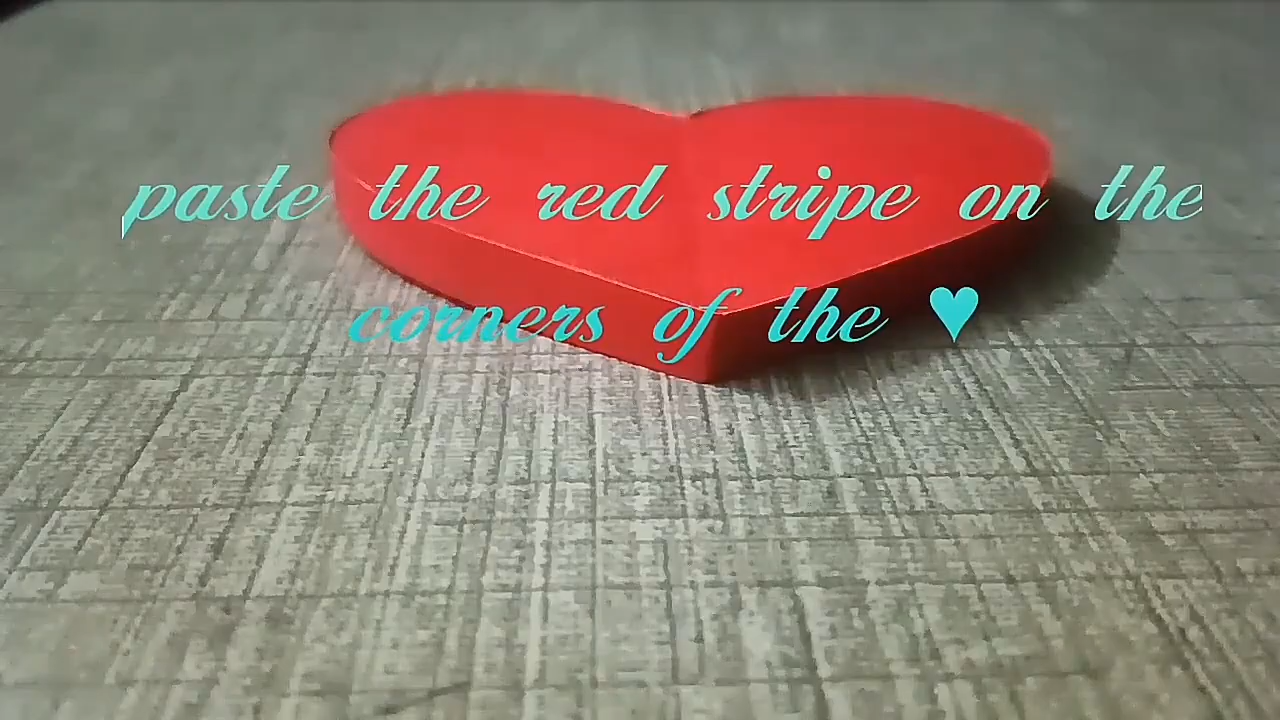 paste the red stripe on the
corners of the ♥